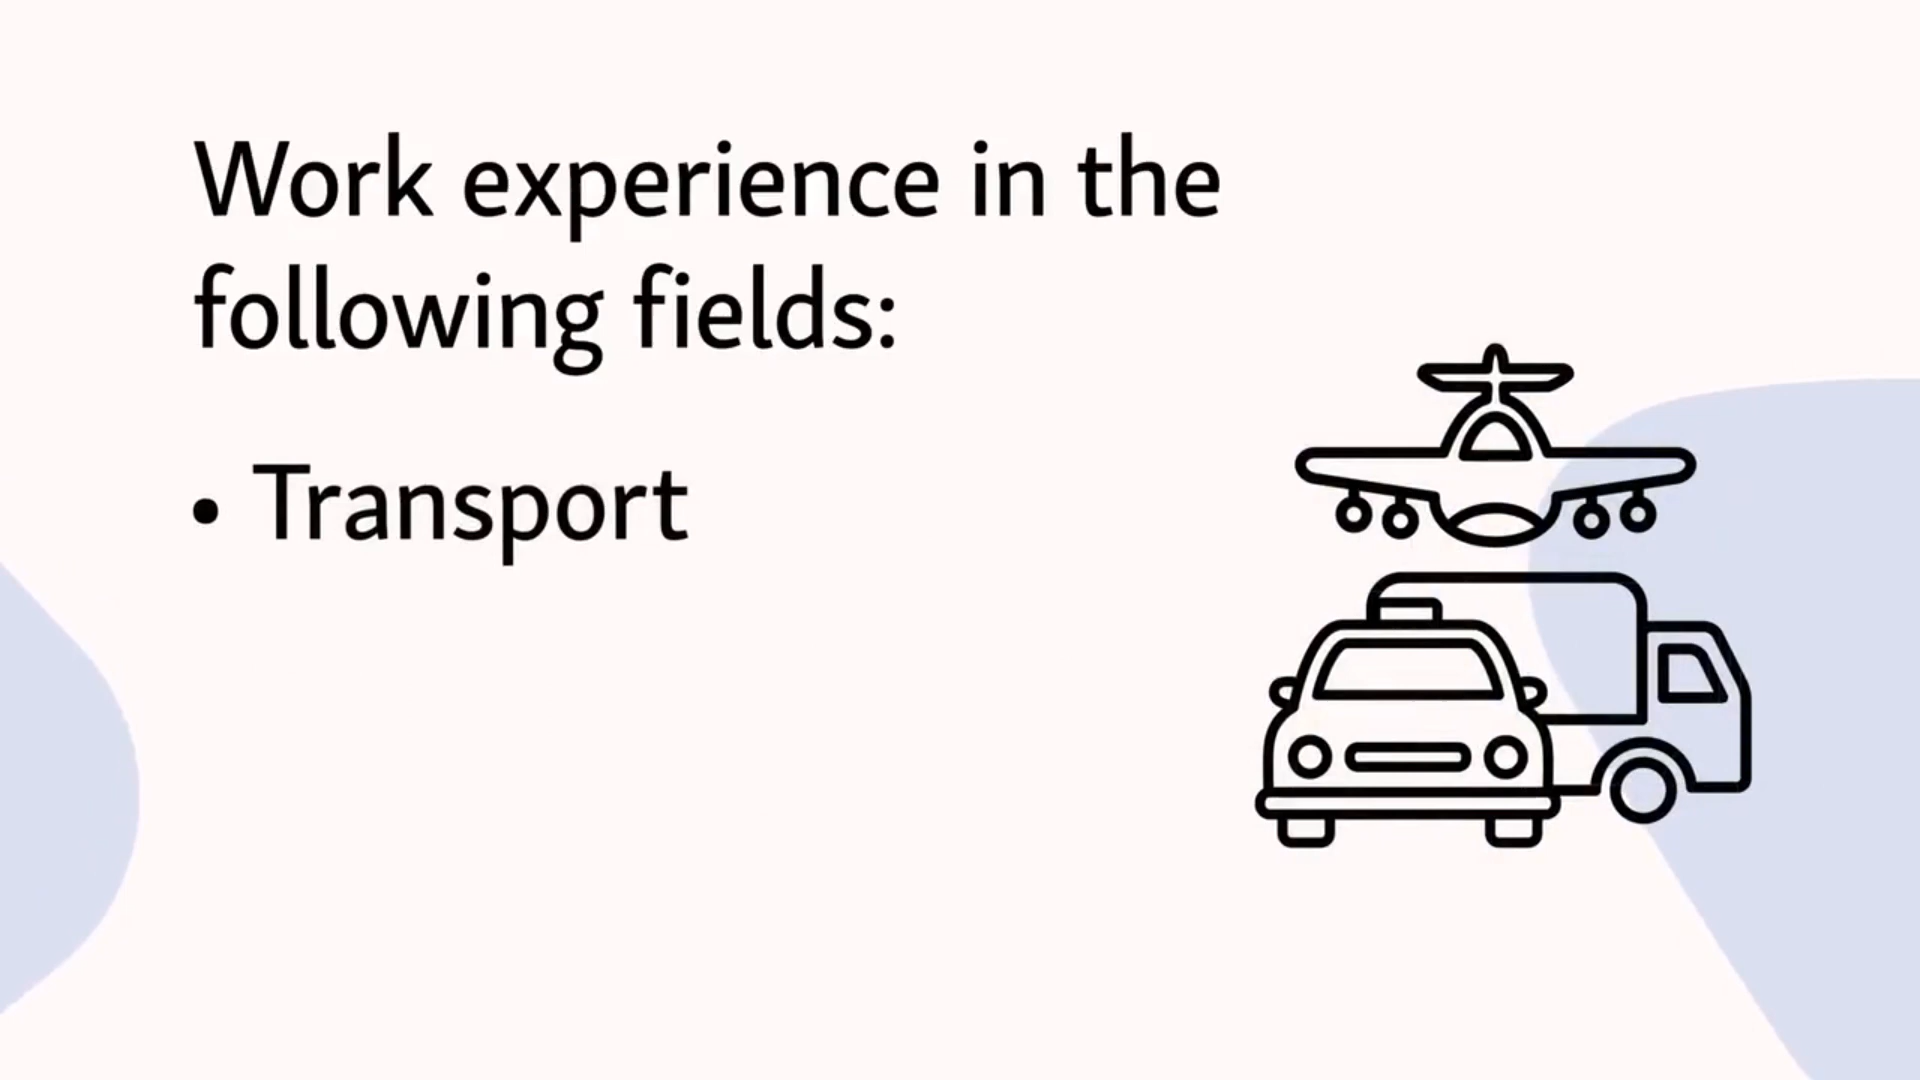 Work experience in the
following fields:
• Transport